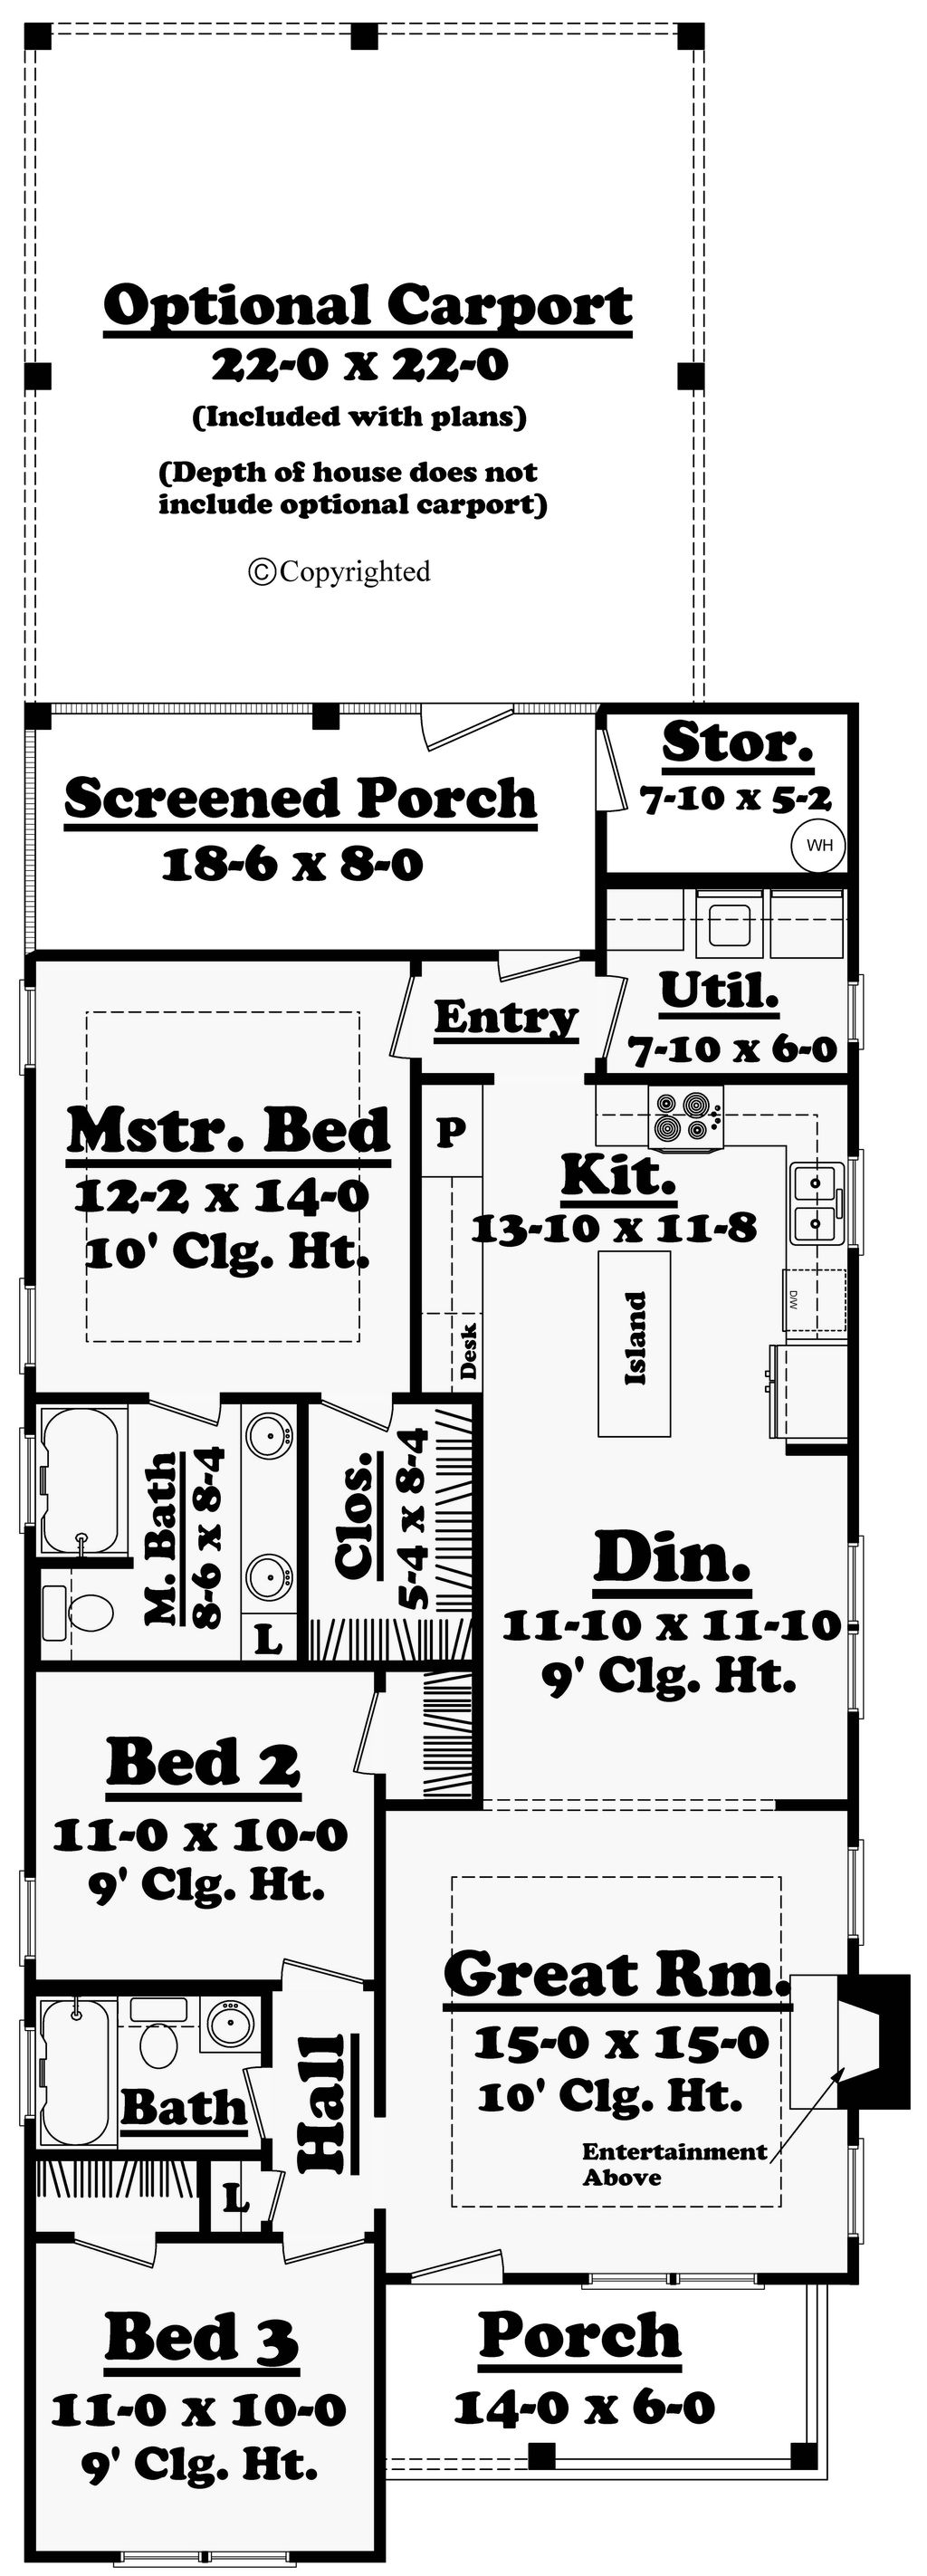 Optional Carport
22-0 x 22-0
(Included with plans)
(Depth of house does not
include optional carport)
©Copyrighted
Stor.
7-10 x 5-2
WH
Screened Porch
18-6 x 8-0
Util.
7-10 x 6-0
Entry
Mstr. Bed
12-2 x 14-0
10' Clg. Ht.
P
Desk
Kit.
13-10 x 11-8
Island
D/W
M. Bath
8-6 x 8-4
L
Clos.
5-4 x 8-4
Din.
11-10 x 11-10
9' Clg. Ht.
Bed 2
11-0 x 10-0
9' Clg. Ht.
Great Rm.
15-0 x 15-0
10' Clg. Ht.
Entertainment
Above
Hall
Bath
L
Bed 3
11-0 x 10-0
9' Clg. Ht.
Porch
14-0 x 6-0